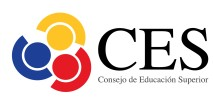 CES
Consejo de Educación Superior